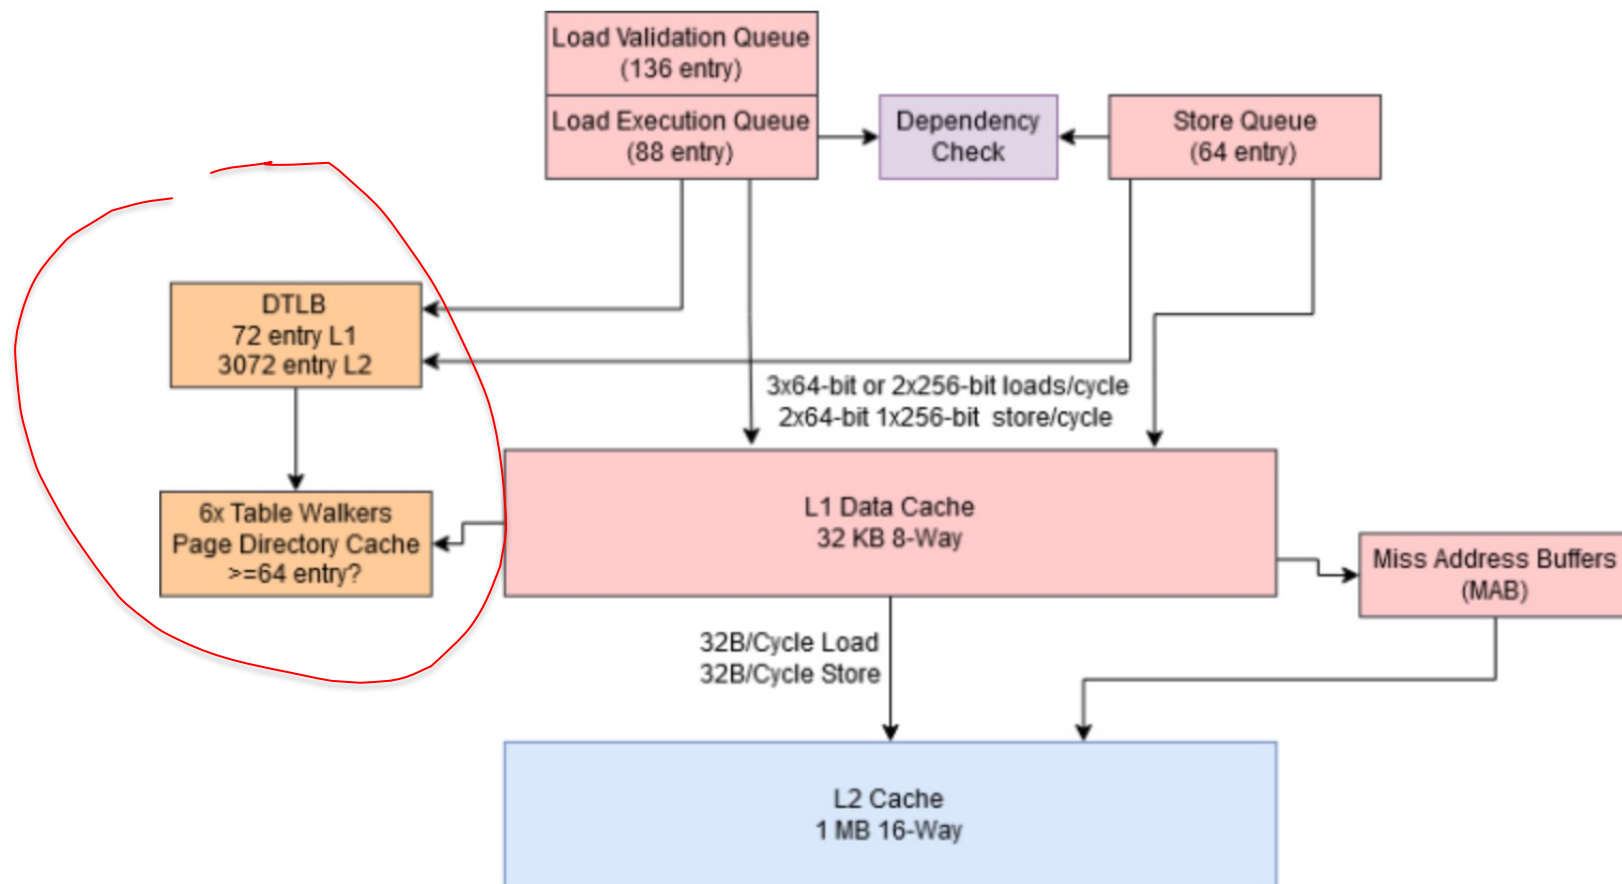 Load Validation Queue
(136 entry)
Load Execution Queue
(88 entry)
Dependency
Check
Store Queue
(64 entry)
DTLB
72 entry L1
3072 entry L2
3x64-bit or 2x256-bit loads/cycle
2x64-bit 1x256-bit store/cycle
6x Table Walkers
Page Directory Cache
>=64 entry?
L1 Data Cache
32 KB 8-Way
Miss Address Buffers
(MAB)
32B/Cycle Load
32B/Cycle Store
L2 Cache
1 MB 16-Way